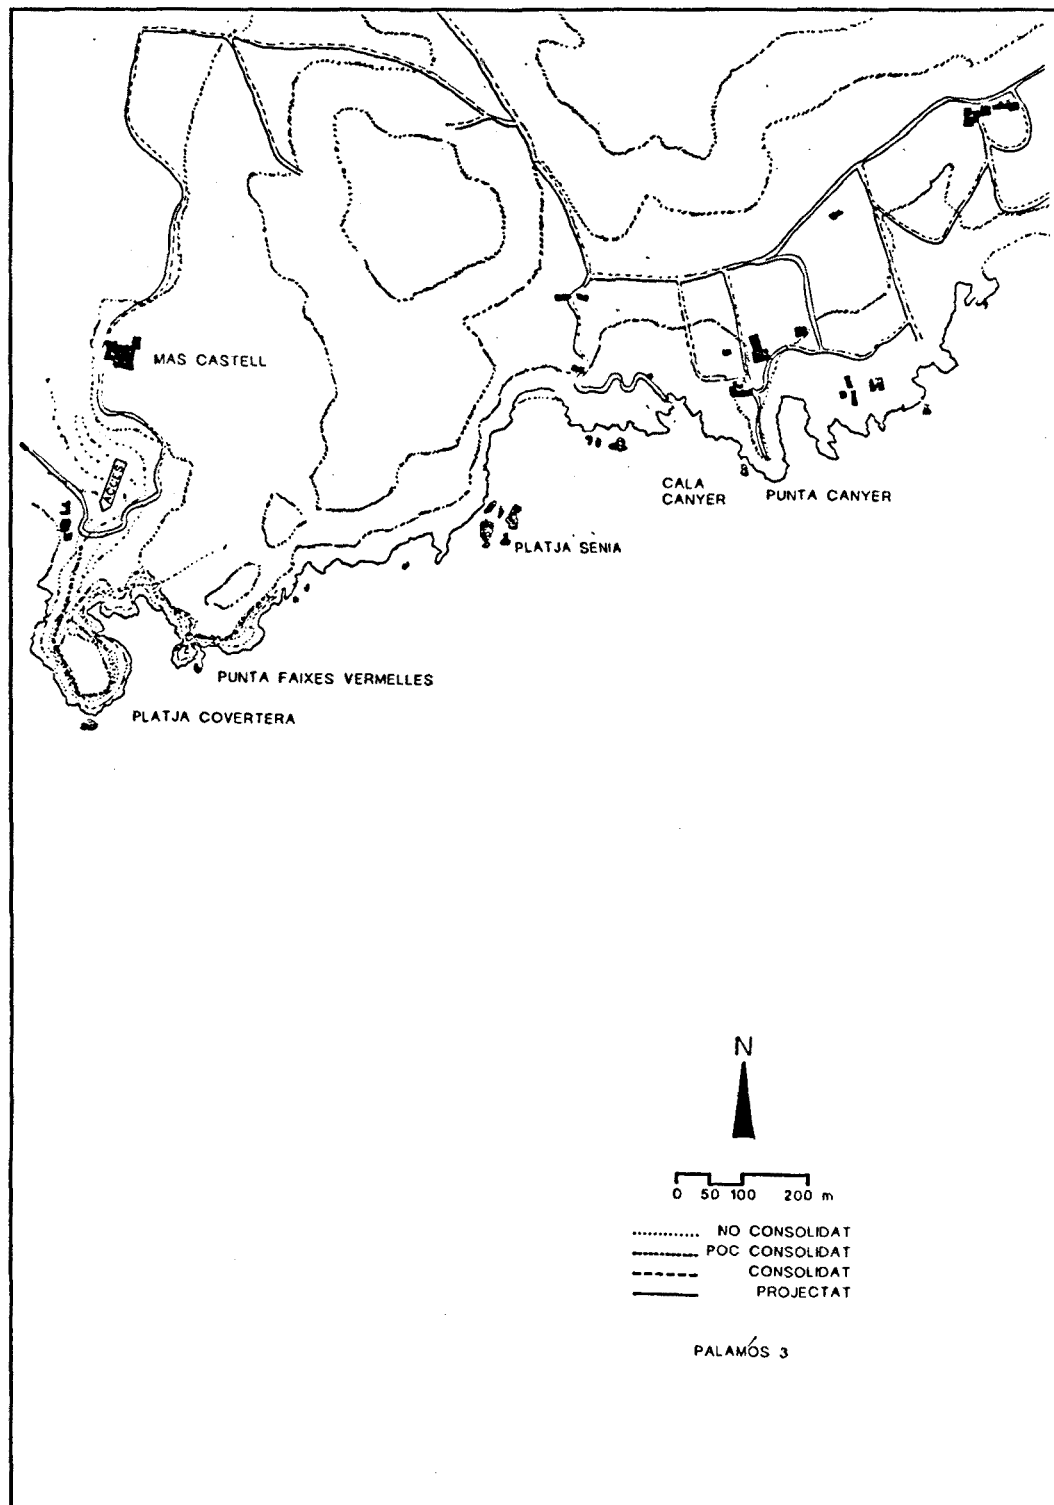 MAS CASTELL
ACCES
CALA
CANYER
PUNTA CANYER
PLATJA SENIA
PUNTA FAIXES VERMELLES
PLATJA COVERTERA
N
0 50 100 200 m
NO CONSOLIDAT
POC CONSOLIDAT
CONSOLIDAT
PROJECTAT
PALAMÓS 3